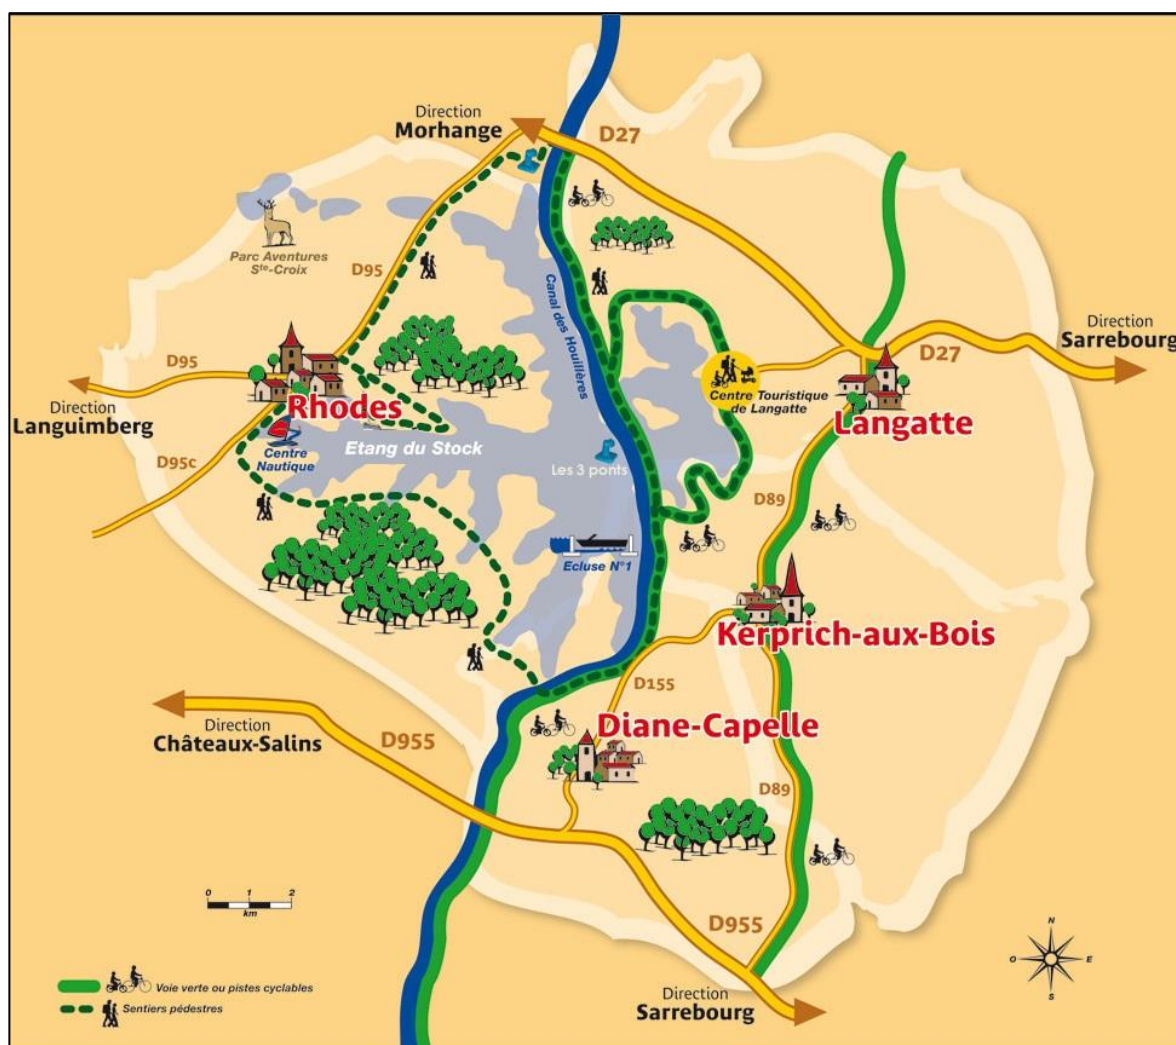 Direction
Morhange
D27
Parc Aventures
Ste-Croix
D95
Canal des Houillères
Direction
Sarrebourg
D27
D95
Direction
Languimberg
Rhodes
Centre Touristique
de Langatte
Langatte
Centre
Nautique
Etang du Stock
D95c
Les 3 ponts
D89
Ecluse N°1
Kerprich-aux-Bois
D155
Diane-Capelle
Direction
Châteaux-Salins
D955
D89
0 1 2
km
D955
N
O E
S
Voie verte ou pistes cyclables
Sentiers pédestres
Direction
Sarrebourg